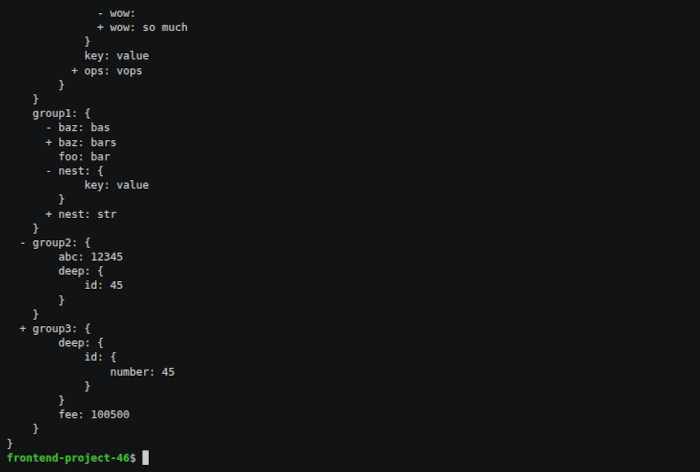 - wow:
              + wow: so much
            }
            key: value
          + ops: vops
        }
    }
    group1: {
      - baz: bas
      + baz: bars
        foo: bar
      - nest: {
            key: value
        }
      + nest: str
    }
  - group2: {
        abc: 12345
        deep: {
            id: 45
        }
    }
  + group3: {
        deep: {
            id: {
                number: 45
            }
        }
        fee: 100500
    }
}
frontend-project-46$